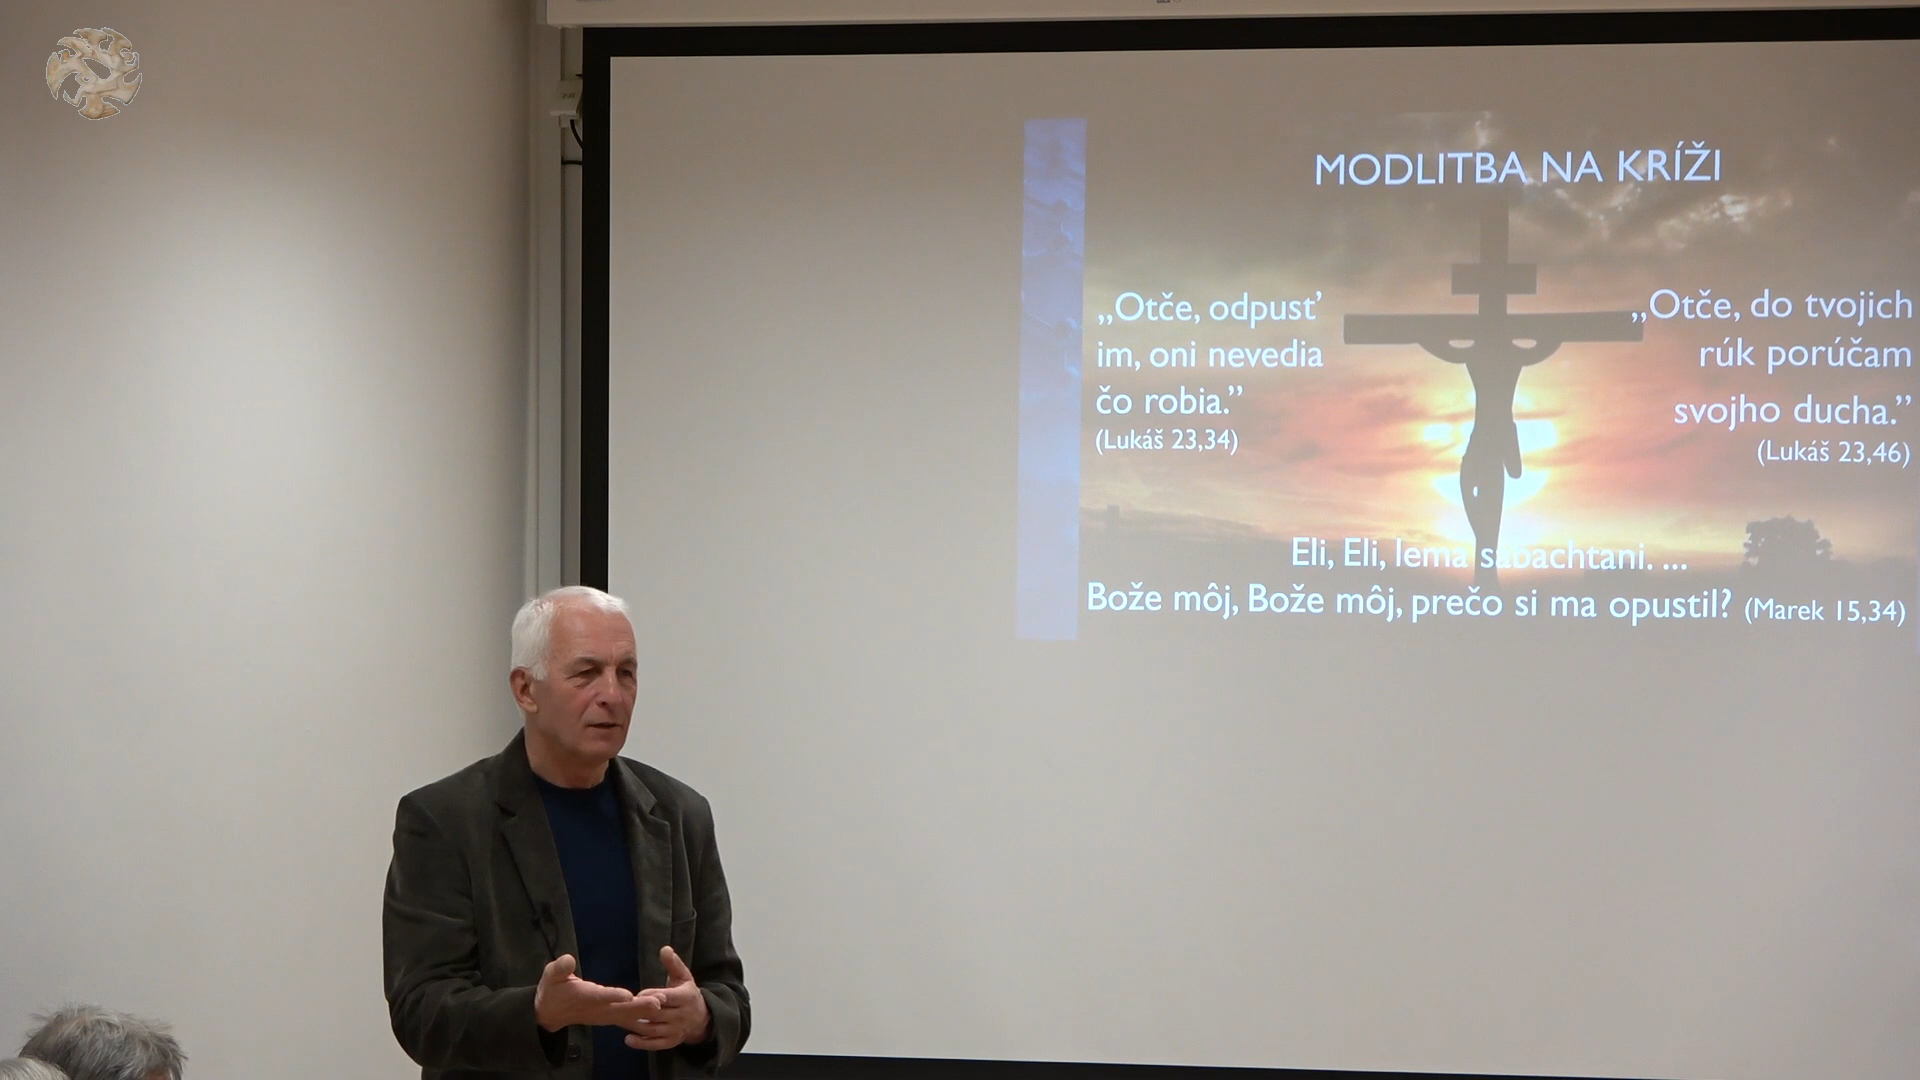 MODLITBA NA KRÍŽI
„Otče, odpusť
im, oni nevedia
čo robia.”
(Lukáš 23,34)
„Otče, do tvojich
rúk porúčam
svojho ducha.”
(Lukáš 23,46)
Eli, Eli, lema sabachtani. ...
Bože môj, Bože môj, prečo si ma opustil? (Marek 15,34)